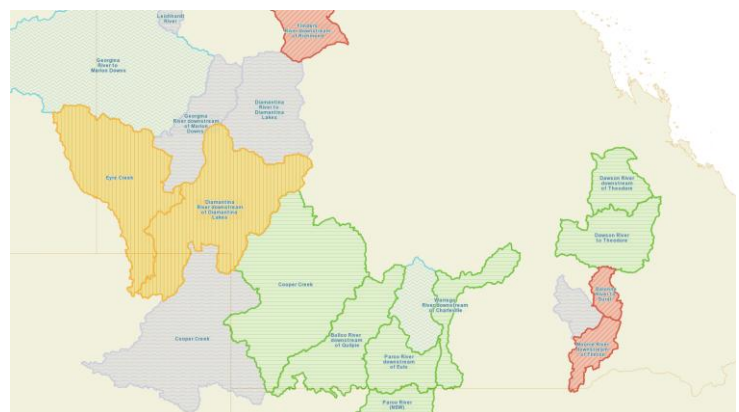 Leichhardt
River
Flinders
River downstream
of Richmond
Georgina
River to
Marion Downs
Diamantina
River to
Diamantina
Lakes
Georgina
River downstream
of Marion
Downs
Eyre Creek
Diamantina
River downstream
of Diamantina
Lakes
Dawson River
downstream
of Theodore
Dawson River
to Theodore
Cooper Creek
Warrego
River downstream
of Charleville
River to
Cooper Creek
Bulloo River
downstream
of Quilpie
Paroo River
downstream
of Eulo
Moonie River
downstream
Paroo River
(NSW)